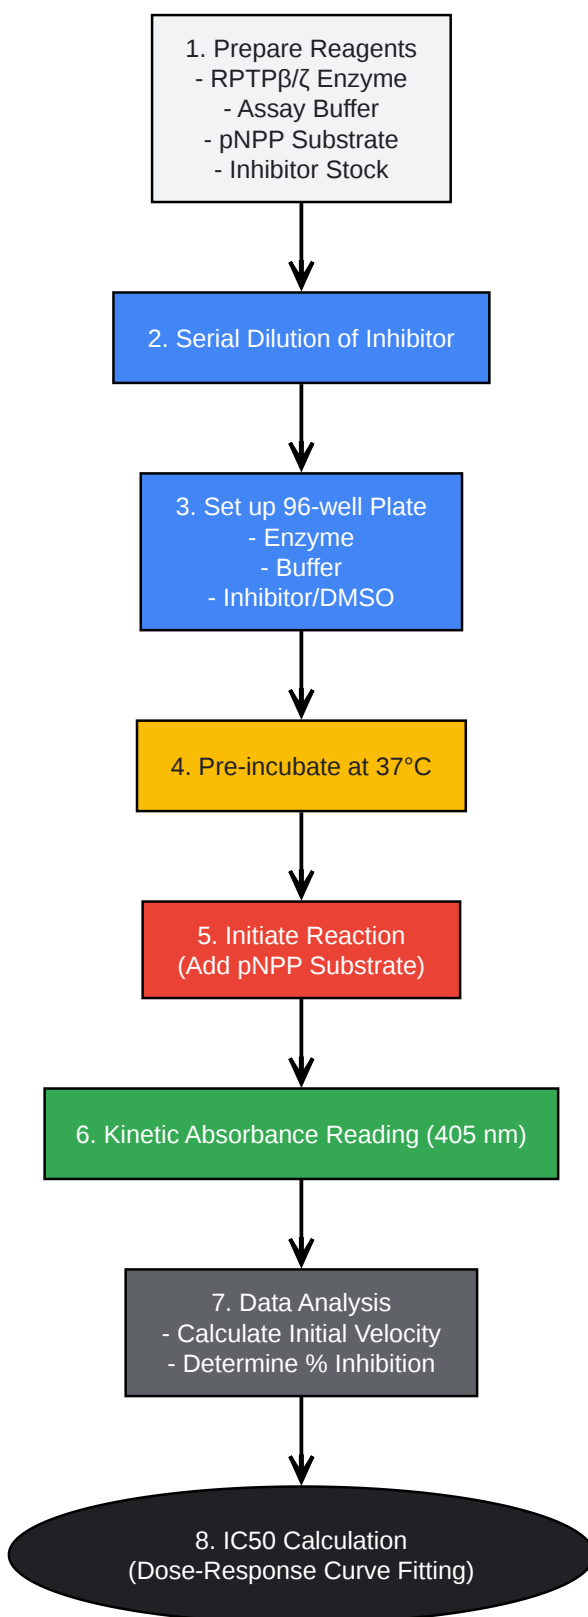 1. Prepare Reagents
- RPTPβ/ζ Enzyme
- Assay Buffer
- pNPP Substrate
- Inhibitor Stock
2. Serial Dilution of Inhibitor
3. Set up 96-well Plate
- Enzyme
- Buffer
- Inhibitor/DMSO
4. Pre-incubate at 37°C
5. Initiate Reaction
(Add pNPP Substrate)
6. Kinetic Absorbance Reading (405 nm)
7. Data Analysis
- Calculate Initial Velocity
- Determine % Inhibition
8. IC50 Calculation
(Dose-Response Curve Fitting)